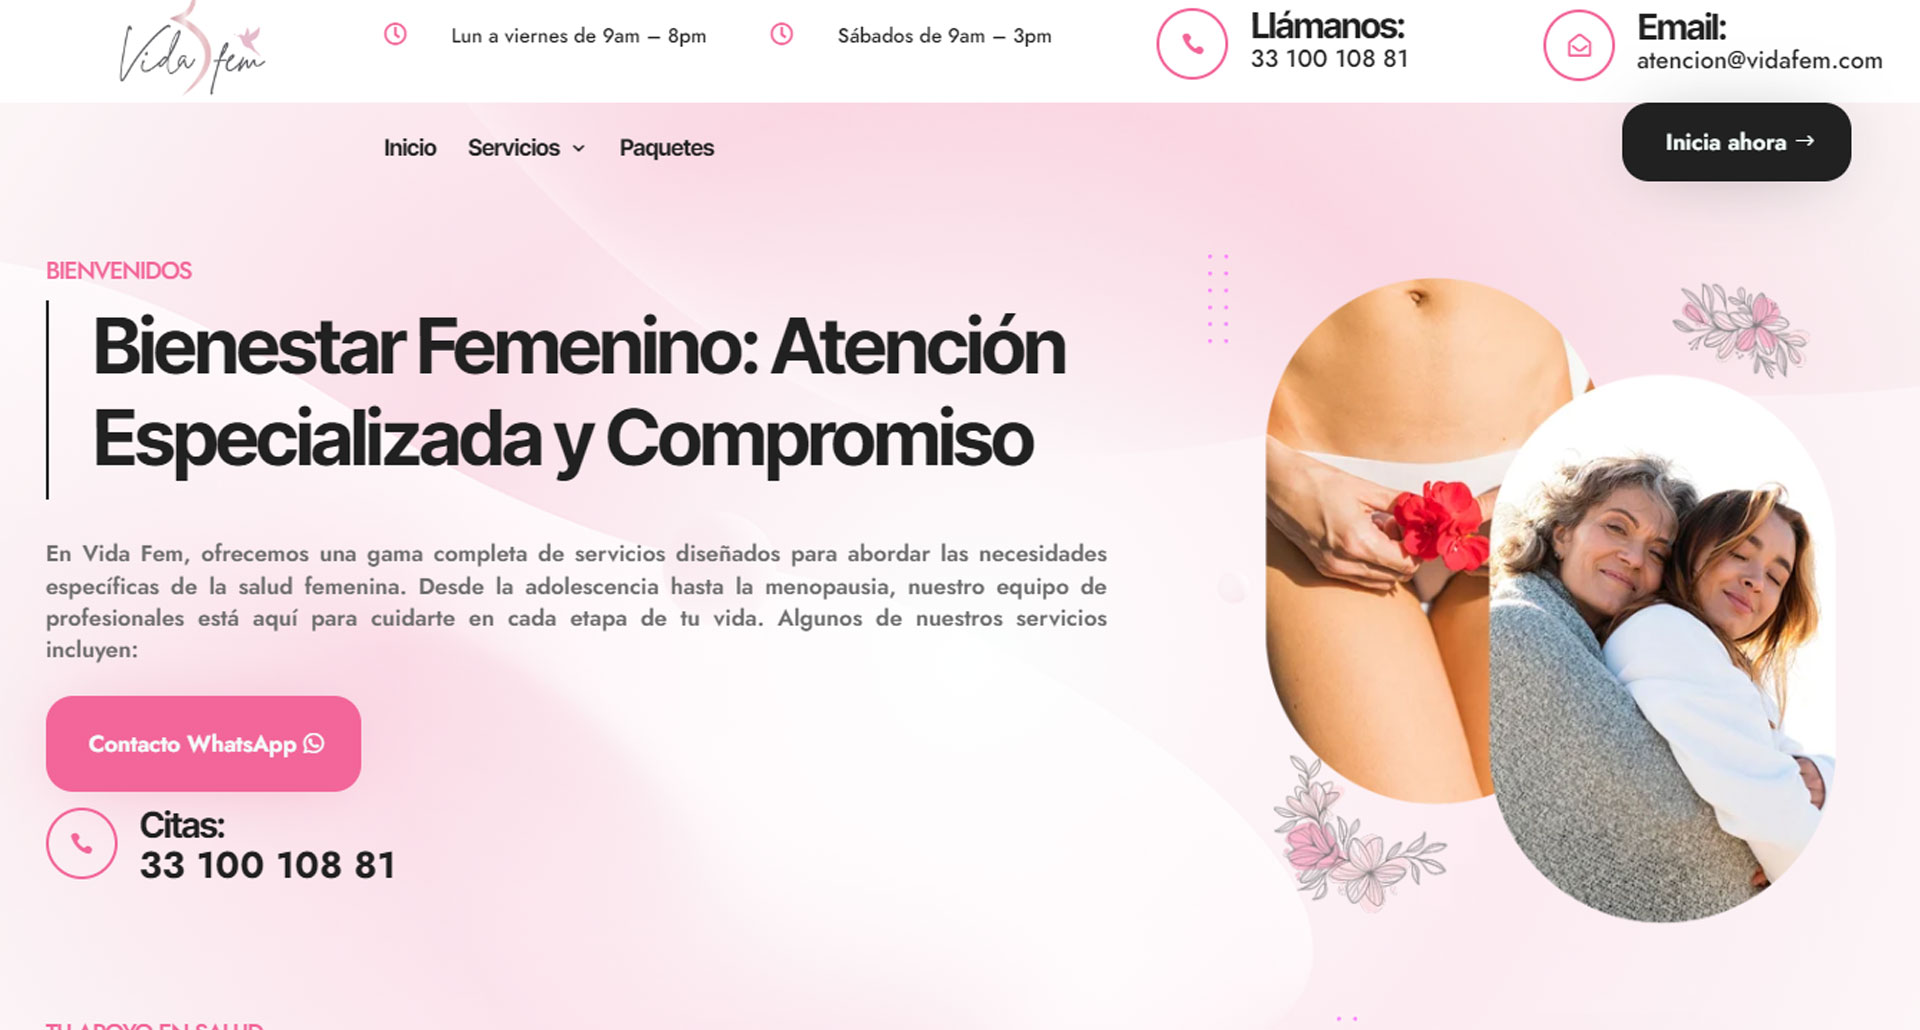 Vida fem
Lun a viernes de 9am – 8pm
Sábados de 9am – 3pm
Llámanos:
33 100 108 81
Email:
atencion@vidafem.com
Inicio
Servicios
Paquetes
Inicia ahora →
BIENVENIDOS
Bienestar Femenino: Atención
Especializada y Compromiso
En Vida Fem, ofrecemos una gama completa de servicios diseñados para abordar las necesidades
específicas de la salud femenina. Desde la adolescencia hasta la menopausia, nuestro equipo de
profesionales está aquí para cuidarte en cada etapa de tu vida. Algunos de nuestros servicios
incluyen:
Contacto WhatsApp
Citas:
33 100 108 81
TU APOYO EN SALUD